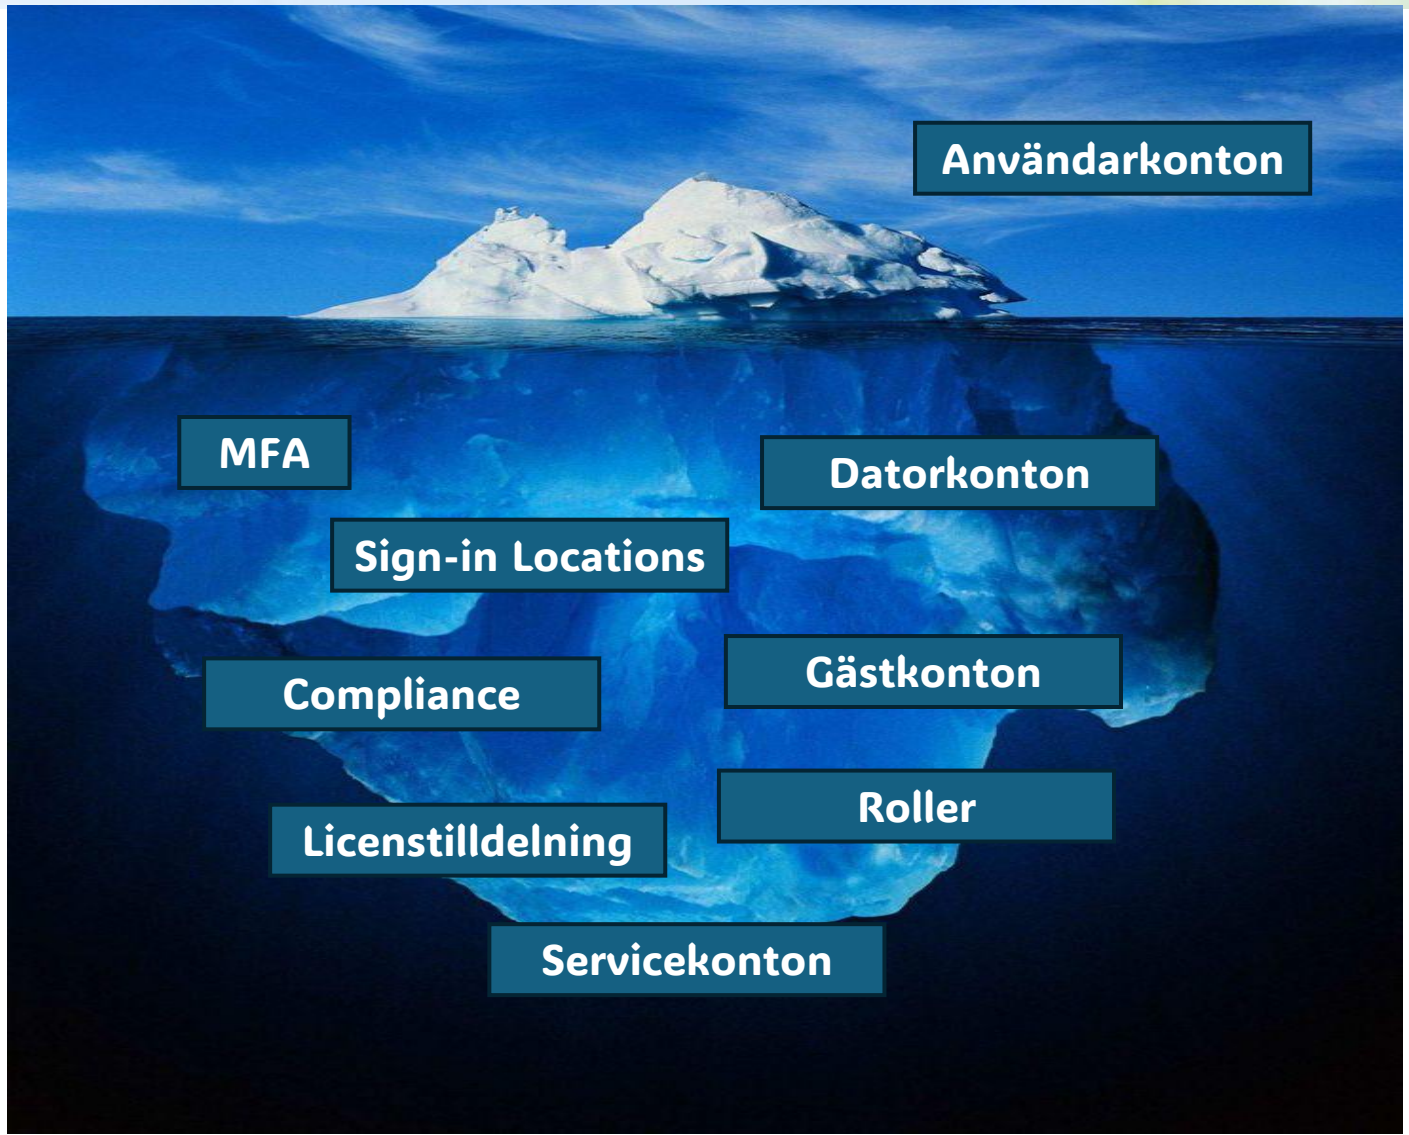 Användarkonton
MFA
Datorkonton
Sign-in Locations
Gästkonton
Compliance
Roller
Licenstilldelning
Servicekonton